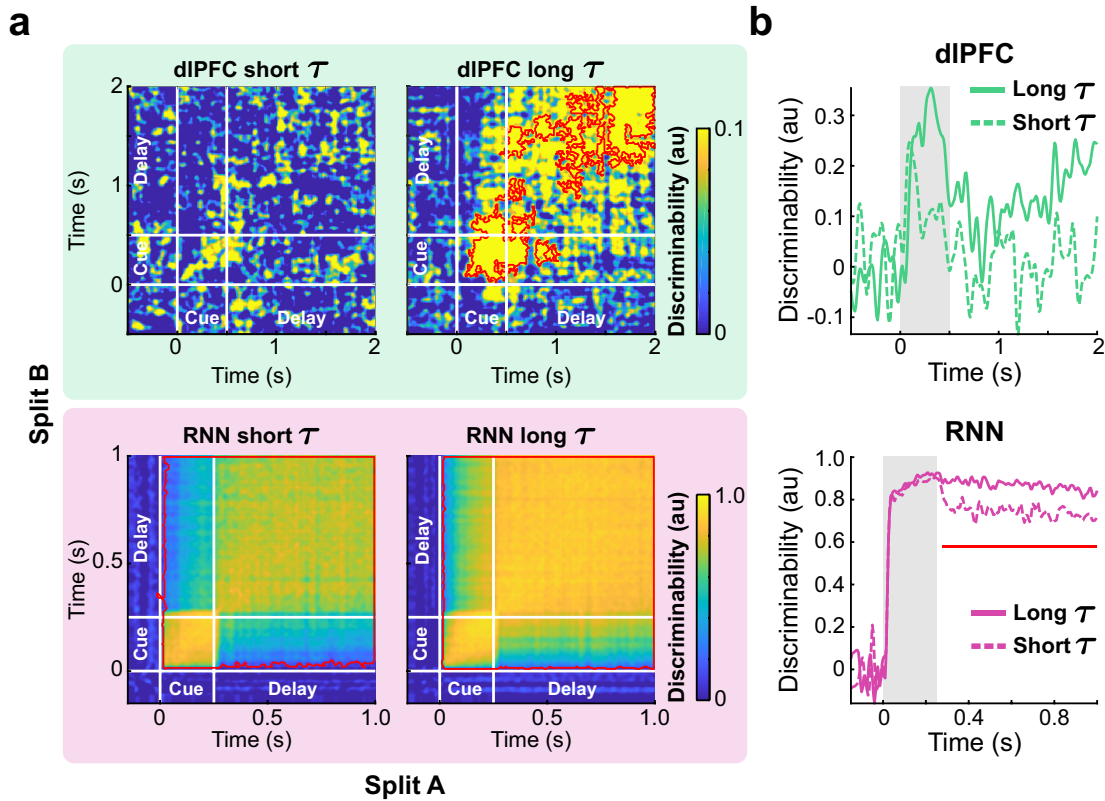 a
dlPFC short τ
dlPFC long τ
2
1
0
Time (s)
Delay
Cue
Cue
Delay
0
1
2
Time (s)
Delay
Cue
Cue
Delay
0
1
2
Time (s)
0.1
0
Discriminability (au)
Split B
RNN short τ
RNN long τ
1
0.5
0
Time (s)
Delay
Cue
Cue
Delay
0
0.5
1.0
Time (s)
Delay
Cue
Cue
Delay
0
0.5
1.0
Time (s)
1.0
0
Discriminability (au)
Split A
b
dlPFC
Long τ
Short τ
0.3
0.2
0.1
0
-0.1
Discriminability (au)
0
1
2
Time (s)
RNN
1.0
0.8
0.6
0.4
0.2
0
Discriminability (au)
Long τ
Short τ
0
0.4
0.8
Time (s)